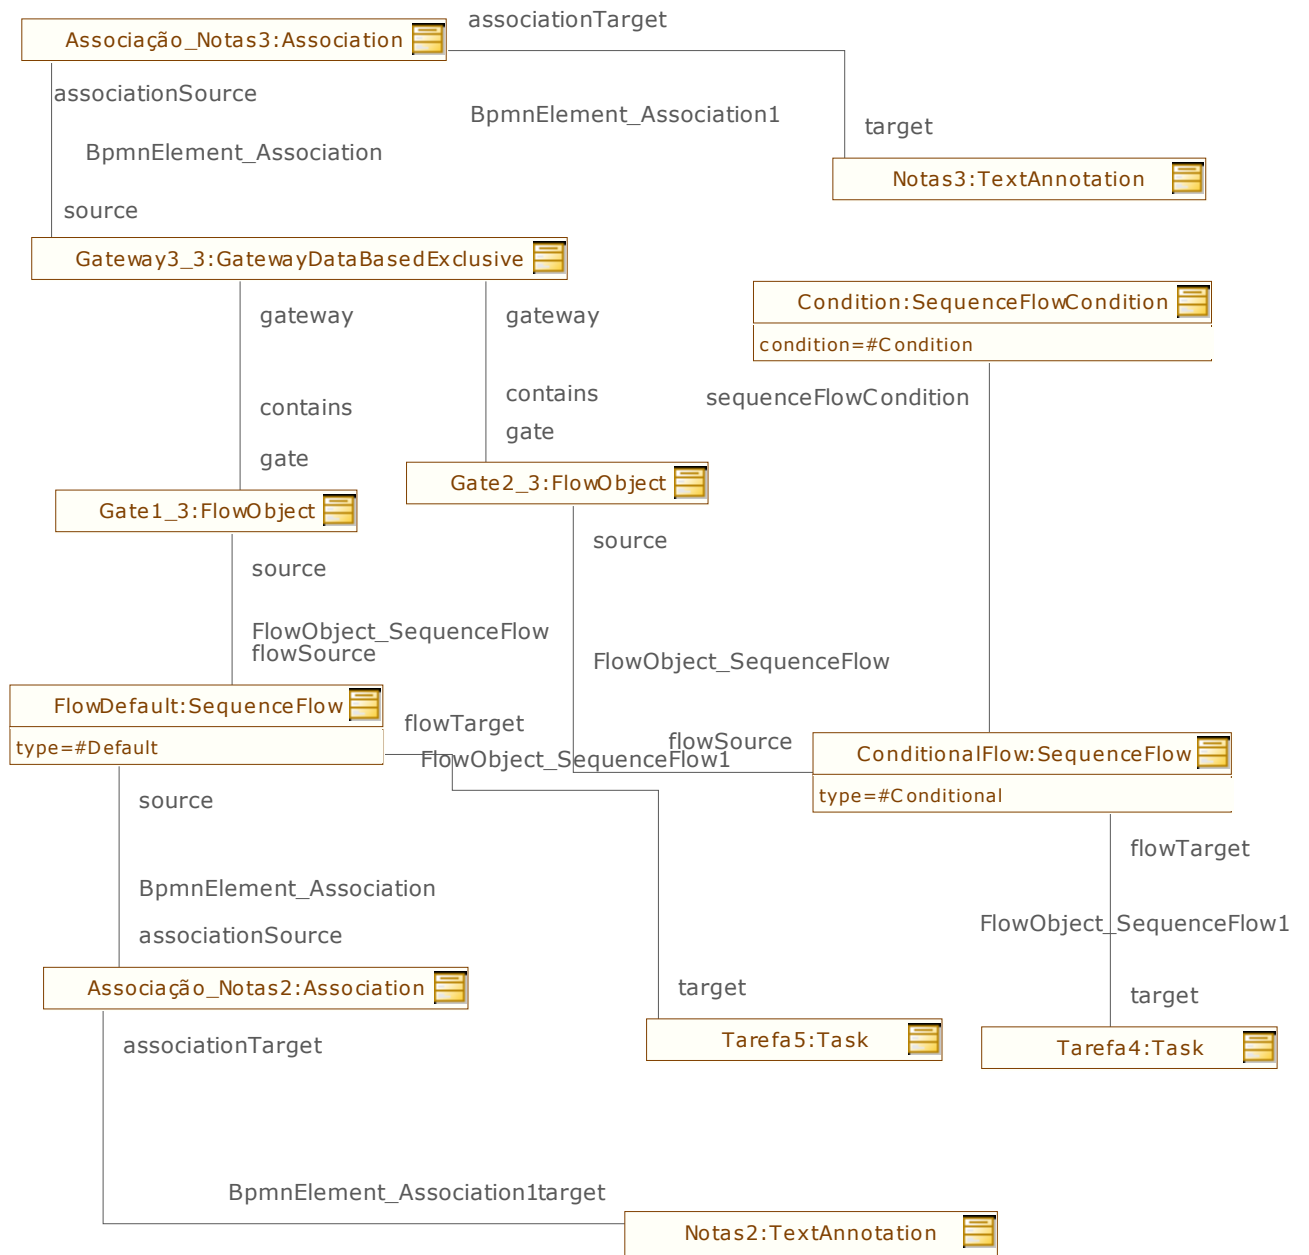 associationTarget
Associação_Notas3:Association
associationSource
BpmnElement_Association1
target
BpmnElement_Association
Notas3:TextAnnotation
source
Gateway3_3:GatewayDataBasedExclusive
Condition:SequenceFlowCondition
gateway
gateway
condition=#Condition
contains
contains
sequenceFlowCondition
gate
gate
Gate2_3:FlowObject
Gate1_3:FlowObject
source
source
FlowObject_SequenceFlow
flowSource
FlowObject_SequenceFlow
FlowDefault:SequenceFlow
flowTarget
flowSource
type=#Default
FlowObject_SequenceFlow1
ConditionalFlow:SequenceFlow
type=#Conditional
source
flowTarget
BpmnElement_Association
FlowObject_SequenceFlow1
associationSource
Associação_Notas2:Association
target
target
associationTarget
Tarefa5:Task
Tarefa4:Task
BpmnElement_Association1
target
Notas2:TextAnnotation